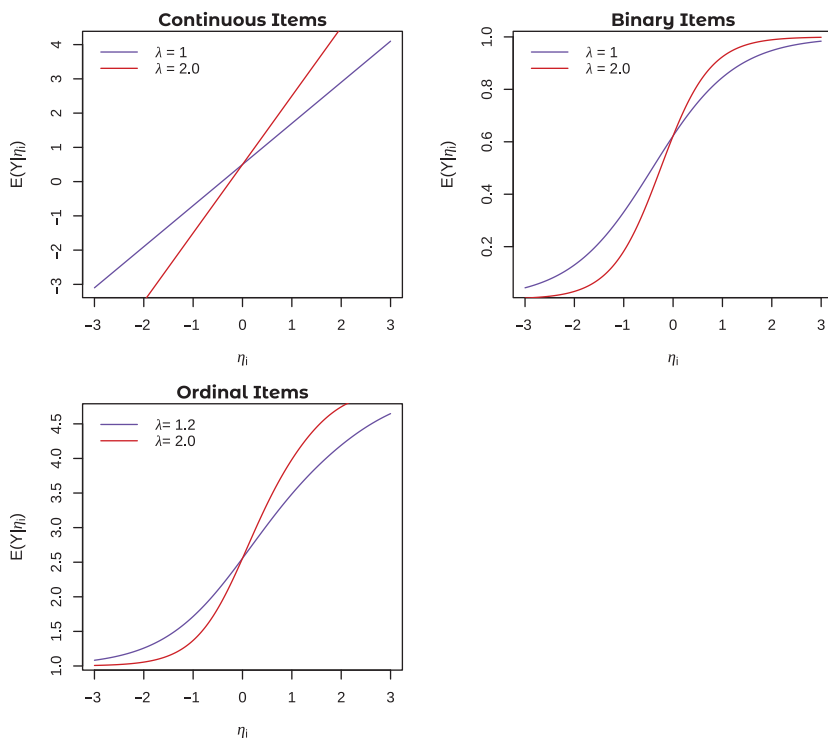 Continuous Items
λ = 1
λ = 2.0
E(Y|ηi)
4
3
2
1
0
−1
−2
−3
−3 −2 −1 0 1 2 3
ηi
Binary Items
λ = 1
λ = 2.0
E(Y|ηi)
1.0
0.8
0.6
0.4
0.2
−3 −2 −1 0 1 2 3
ηi
Ordinal Items
λ= 1.2
λ= 2.0
E(Y|ηi)
4.5
4.0
3.5
3.0
2.5
2.0
1.5
1.0
−3 −2 −1 0 1 2 3
ηi